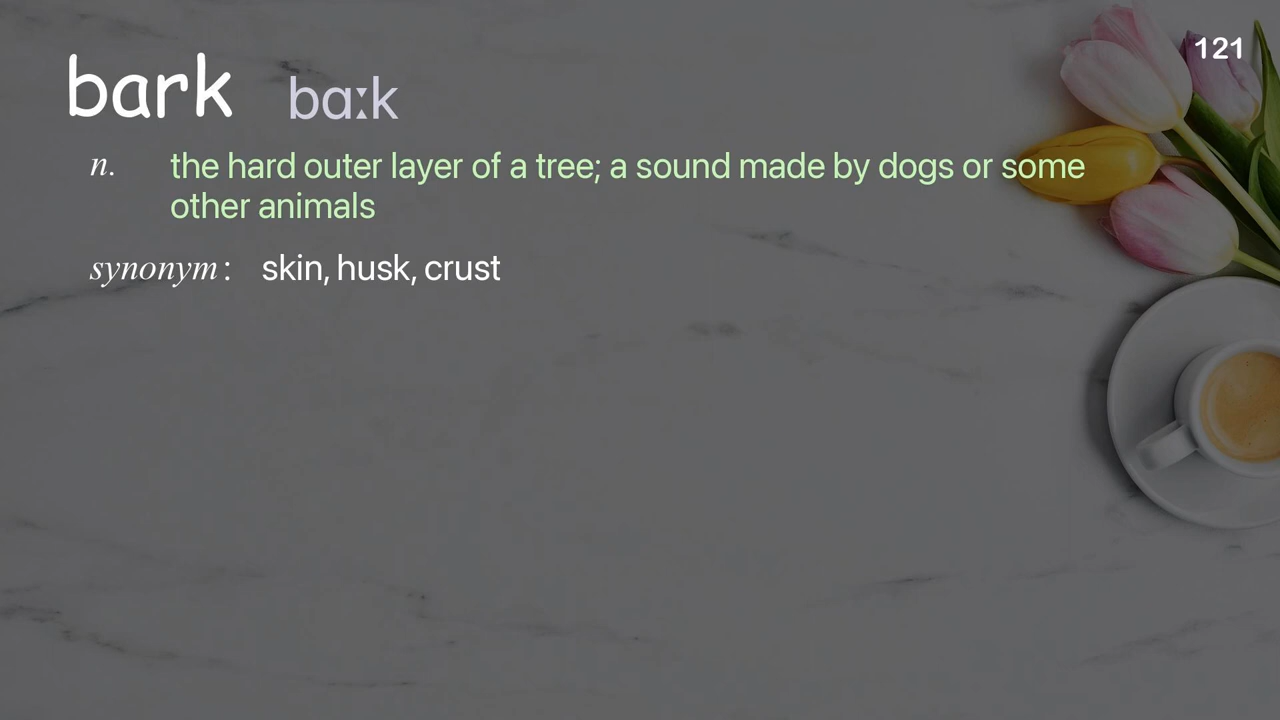 121
bark bɑːk
n. the hard outer layer of a tree; a sound made by dogs or some
other animals
synonym: skin, husk, crust